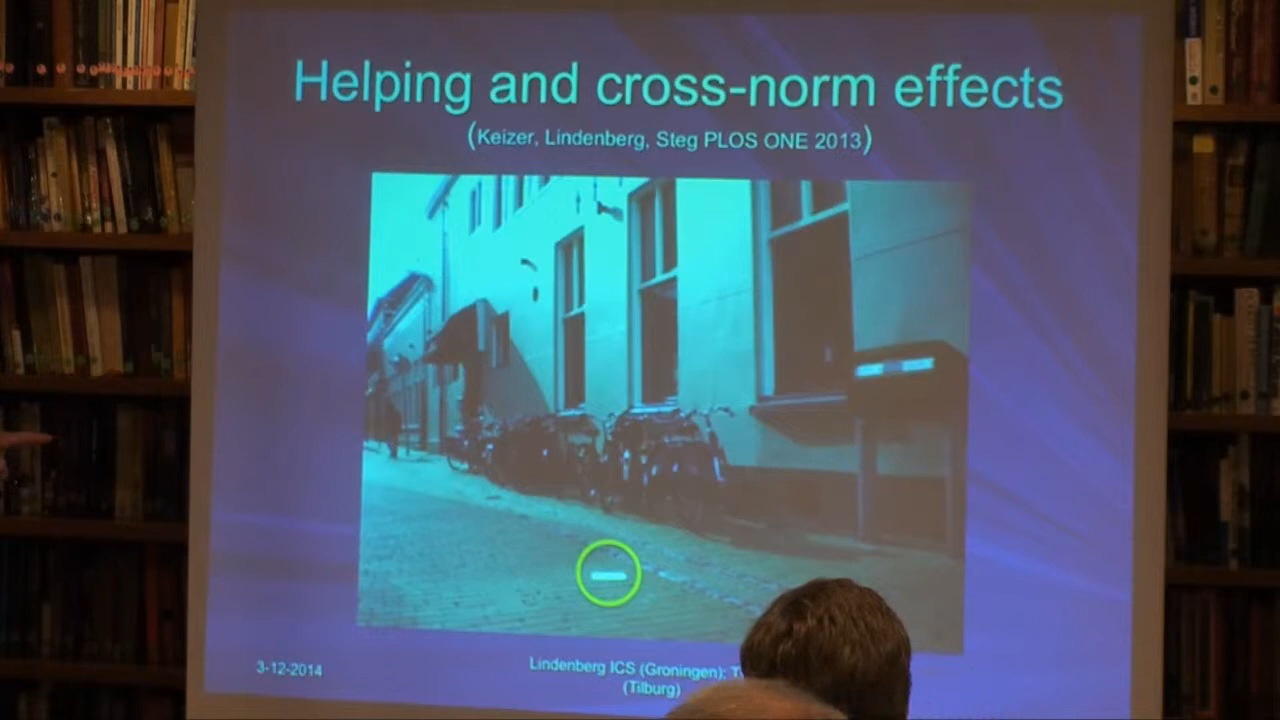 Helping and cross-norm effects
(Keizer, Lindenberg, Steg PLOS ONE 2013)
3-12-2014
Lindenberg ICS (Groningen);
(Tilburg)